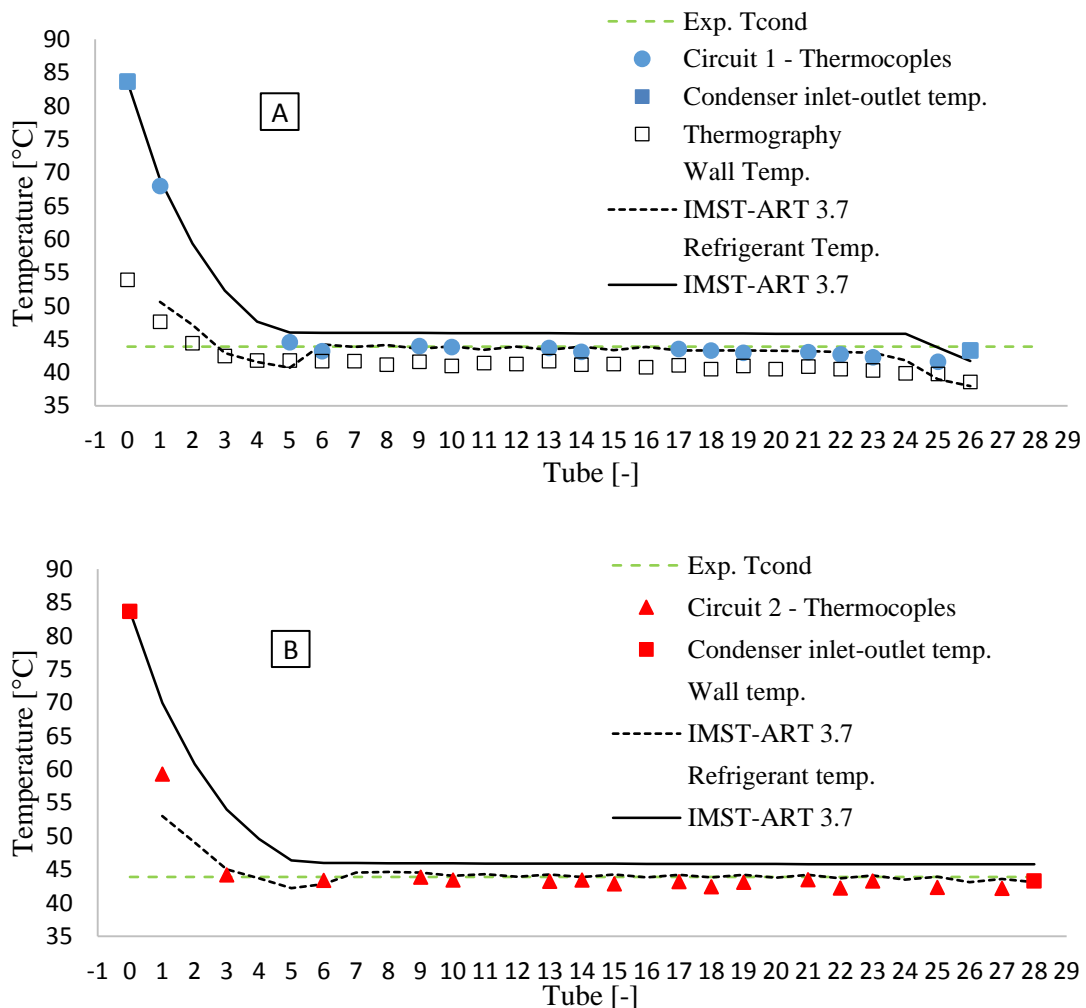 Exp. Tcond
Circuit 1 - Thermocoples
Condenser inlet-outlet temp.
Thermography
Wall Temp.
IMST-ART 3.7
Refrigerant Temp.
IMST-ART 3.7
A
Temperature [°C]
90
85
80
75
70
65
60
55
50
45
40
35
-1 0 1 2 3 4 5 6 7 8 9 10 11 12 13 14 15 16 17 18 19 20 21 22 23 24 25 26 27 28 29
Tube [-]
Exp. Tcond
Circuit 2 - Thermocoples
Condenser inlet-outlet temp.
Wall temp.
IMST-ART 3.7
Refrigerant temp.
IMST-ART 3.7
B
Temperature [°C]
90
85
80
75
70
65
60
55
50
45
40
35
-1 0 1 2 3 4 5 6 7 8 9 10 11 12 13 14 15 16 17 18 19 20 21 22 23 24 25 26 27 28 29
Tube [-]